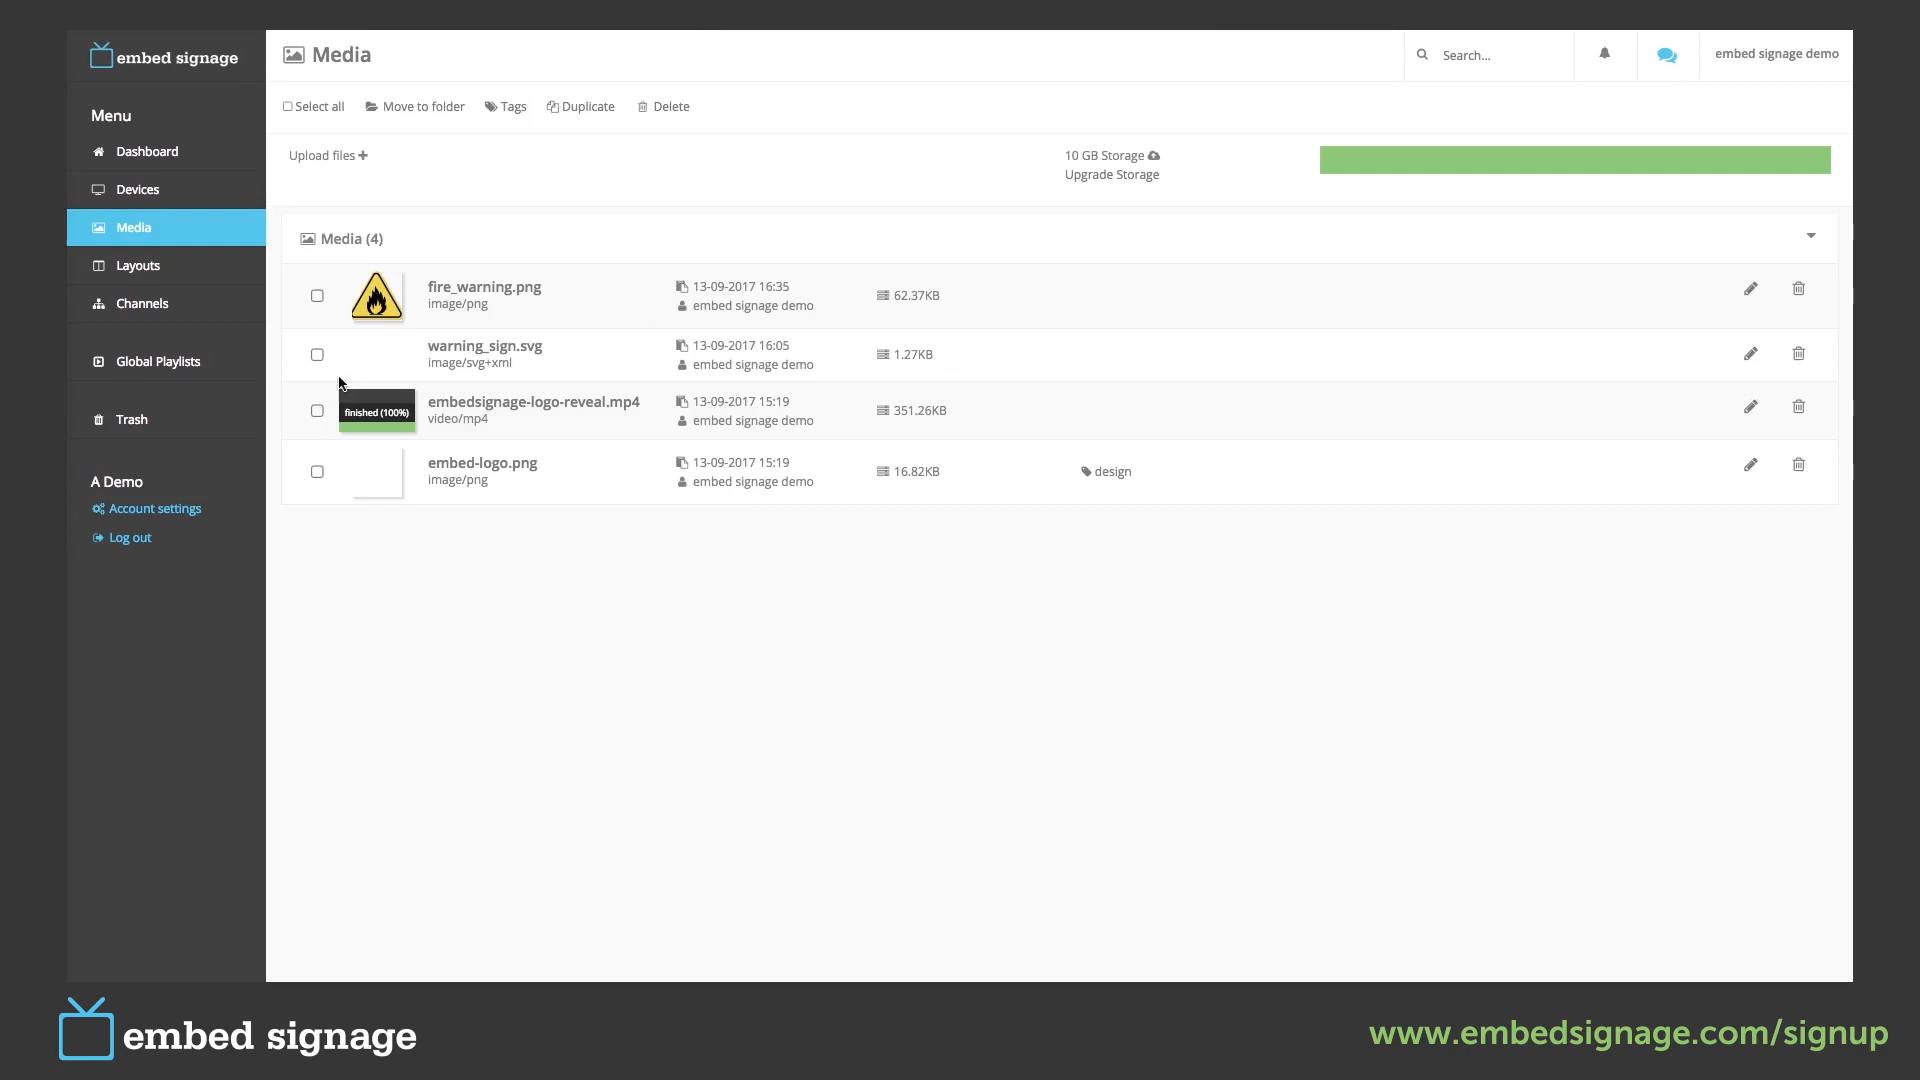 embed signage
Media
Search...
embed signage demo
Menu
Dashboard
Devices
Media
Layouts
Channels
Global Playlists
Trash
A Demo
Account settings
Log out
Select all
Move to folder
Tags
Duplicate
Delete
Upload files
10 GB Storage
Upgrade Storage
Media (4)
fire_warning.png
image/png
13-09-2017 16:35
embed signage demo
62.37KB
warning_sign.svg
image/svg+xml
13-09-2017 16:05
embed signage demo
1.27KB
finished (100%)
embedsignage-logo-reveal.mp4
video/mp4
13-09-2017 15:19
embed signage demo
351.26KB
embed-logo.png
image/png
13-09-2017 15:19
embed signage demo
16.82KB
design
embed signage
www.embedsignage.com/signup